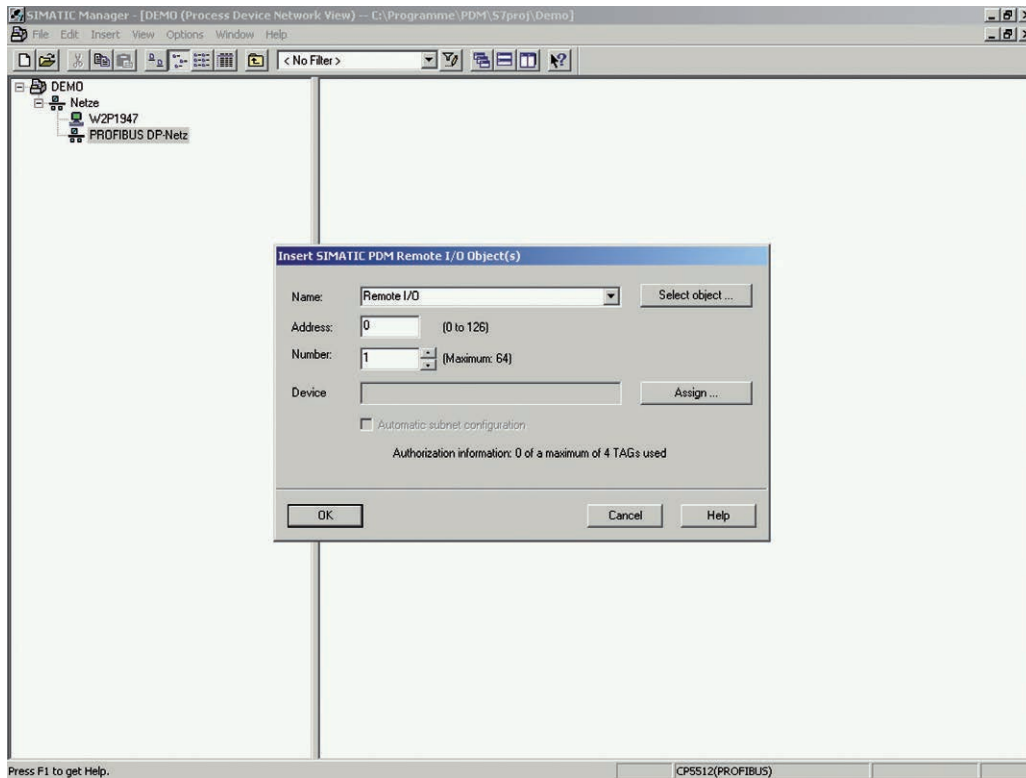 SIMATIC Manager - [DEMO (Process Device Network View) -- C:\Programme\PDM\S7proj\Demo]
File Edit Insert View Options Window Help
< No Filter >
DEMO
Netze
W2P1947
PROFIBUS DP-Netz
Insert SIMATIC PDM Remote I/O Object(s)
Name: Remote I/O Select object ...
Address: 0 (0 to 126)
Number: 1 (Maximum: 64)
Device Assign ...
Automatic subnet configuration
Authorization information: 0 of a maximum of 4 TAGs used
OK Cancel Help
Press F1 to get Help. CP5512(PROFIBUS)